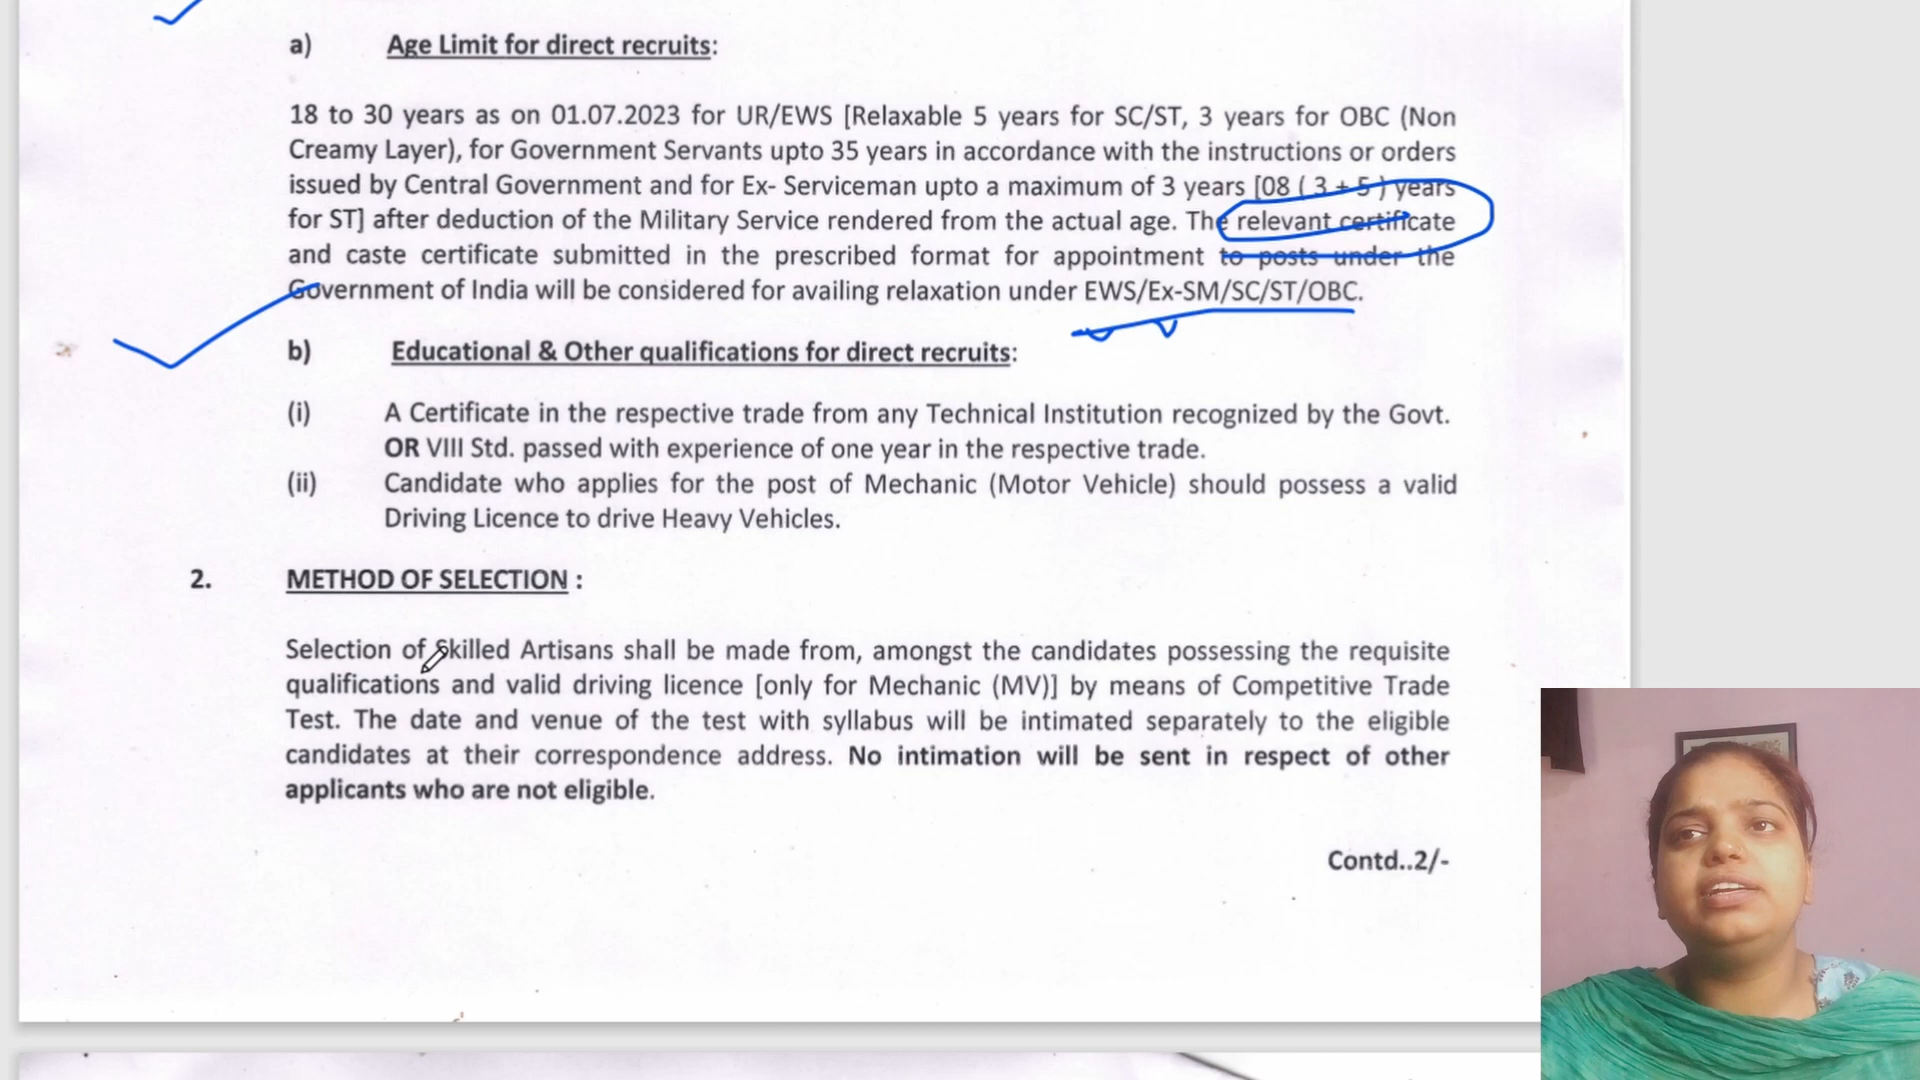 a) Age Limit for direct recruits:
18 to 30 years as on 01.07.2023 for UR/EWS [Relaxable 5 years for SC/ST, 3 years for OBC (Non
Creamy Layer), for Government Servants upto 35 years in accordance with the instructions or orders
issued by Central Government and for Ex- Serviceman upto a maximum of 3 years [08 ( 3 + 5 ) years
for ST] after deduction of the Military Service rendered from the actual age. The relevant certificate
and caste certificate submitted in the prescribed format for appointment to posts under the
Government of India will be considered for availing relaxation under EWS/Ex-SM/SC/ST/OBC.
b) Educational & Other qualifications for direct recruits:
(i) A Certificate in the respective trade from any Technical Institution recognized by the Govt.
OR VIII Std. passed with experience of one year in the respective trade.
(ii) Candidate who applies for the post of Mechanic (Motor Vehicle) should possess a valid
Driving Licence to drive Heavy Vehicles.
2. METHOD OF SELECTION :
Selection of Skilled Artisans shall be made from, amongst the candidates possessing the requisite
qualifications and valid driving licence [only for Mechanic (MV)] by means of Competitive Trade
Test. The date and venue of the test with syllabus will be intimated separately to the eligible
candidates at their correspondence address. No intimation will be sent in respect of other
applicants who are not eligible.
Contd..2/-